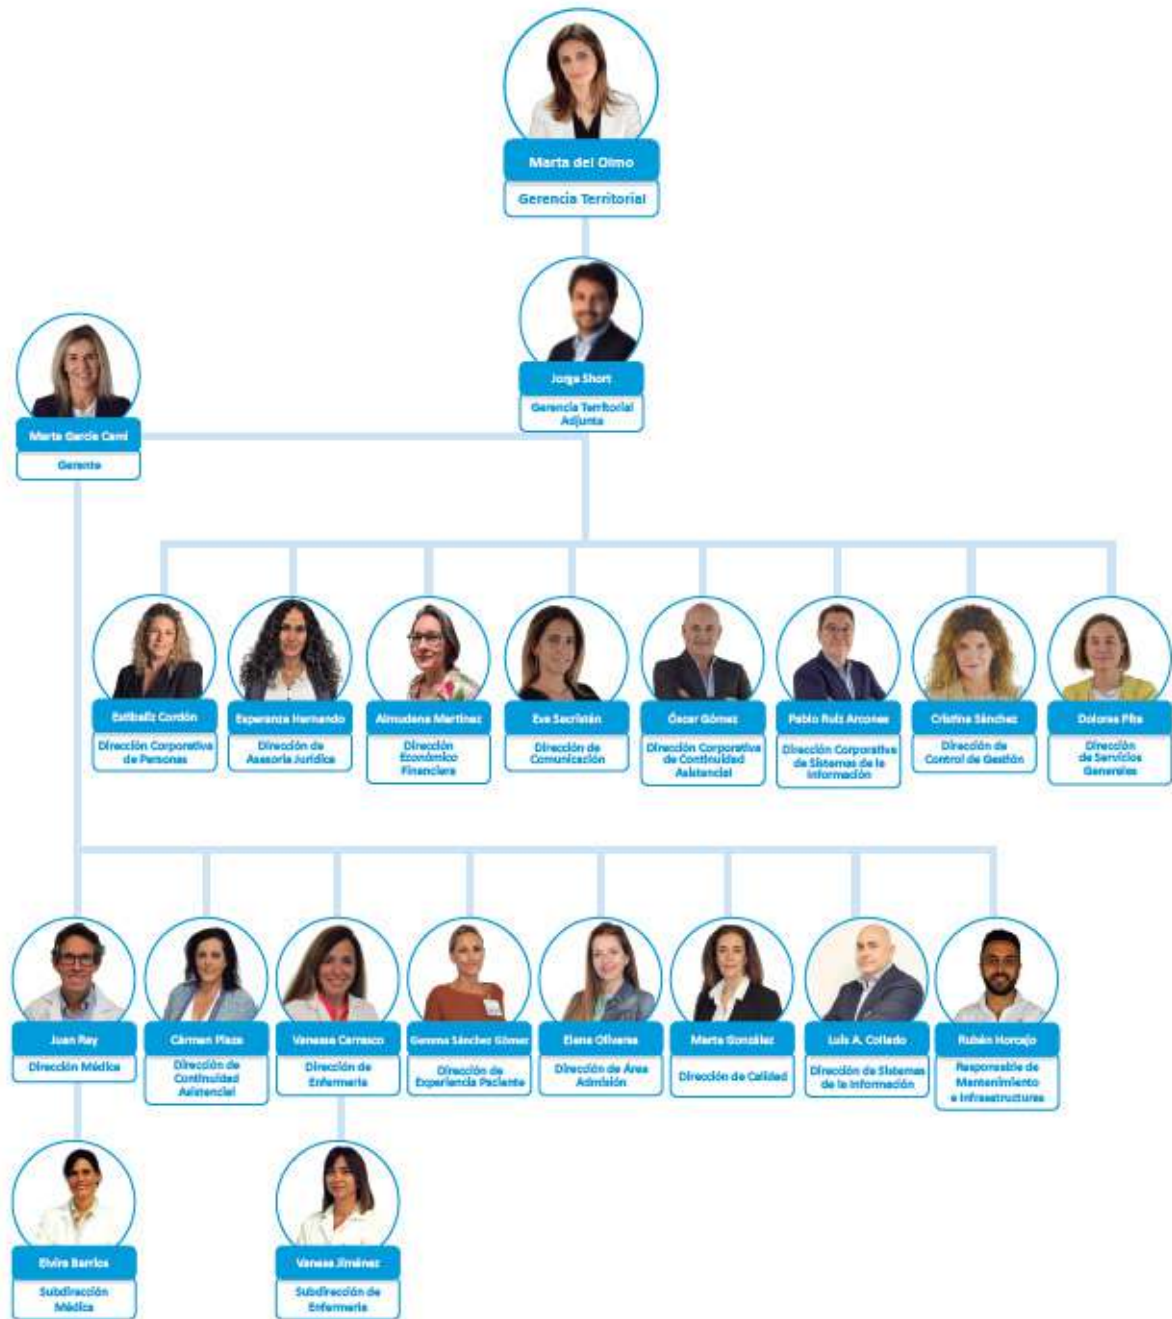 Marta del Olmo
Gerencia Territorial
Jorge Short
Gerencia Territorial
Adjunta
Marta García Cami
Gerente
Estíbaliz Cordón
Dirección Corporativa
de Personas
Esperanza Hernando
Dirección de
Asesoría Jurídica
Almudena Martínez
Dirección
Económico
Financiera
Eva Secristán
Dirección de
Comunicación
Óscar Gómez
Dirección Corporativa
de Continuidad
Asistencial
Pablo Ruiz Arcones
Dirección Corporativa
de Sistemas de la
Información
Cristina Sánchez
Dirección de
Control de Gestión
Dolores Pita
Dirección
de Servicios
Generales
Juan Rey
Dirección Médica
Cármen Plaza
Dirección de
Continuidad
Asistencial
Vanessa Carrasco
Dirección de
Enfermería
Gemma Sánchez Gómez
Dirección de
Experiencia Paciente
Elena Olivares
Dirección de Área
Admisión
Marta González
Dirección de Calidad
Luis A. Collado
Dirección de Sistemas
de la Información
Rubén Horcajo
Responsable de
Mantenimiento
e Infraestructuras
Elvira Barrios
Subdirección
Médica
Vanesa Jiménez
Subdirección de
Enfermería